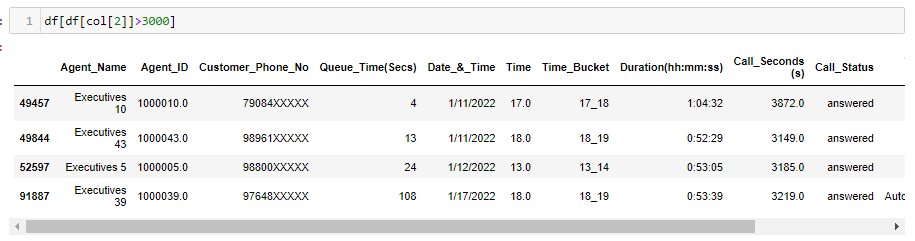 1 df[df[col[2]]>3000]
Agent_Name Agent_ID Customer_Phone_No Queue_Time(Secs) Date_&_Time Time Time_Bucket Duration(hh:mm:ss) Call_Seconds (s) Call_Status
49457 Executives 10 1000010.0 79084XXXXX 4 1/11/2022 17.0 17_18 1:04:32 3872.0 answered
49844 Executives 43 1000043.0 98961XXXXX 13 1/11/2022 18.0 18_19 0:52:29 3149.0 answered
52597 Executives 5 1000005.0 98800XXXXX 24 1/12/2022 13.0 13_14 0:53:05 3185.0 answered
91887 Executives 39 1000039.0 97648XXXXX 108 1/17/2022 18.0 18_19 0:53:39 3219.0 answered Auto